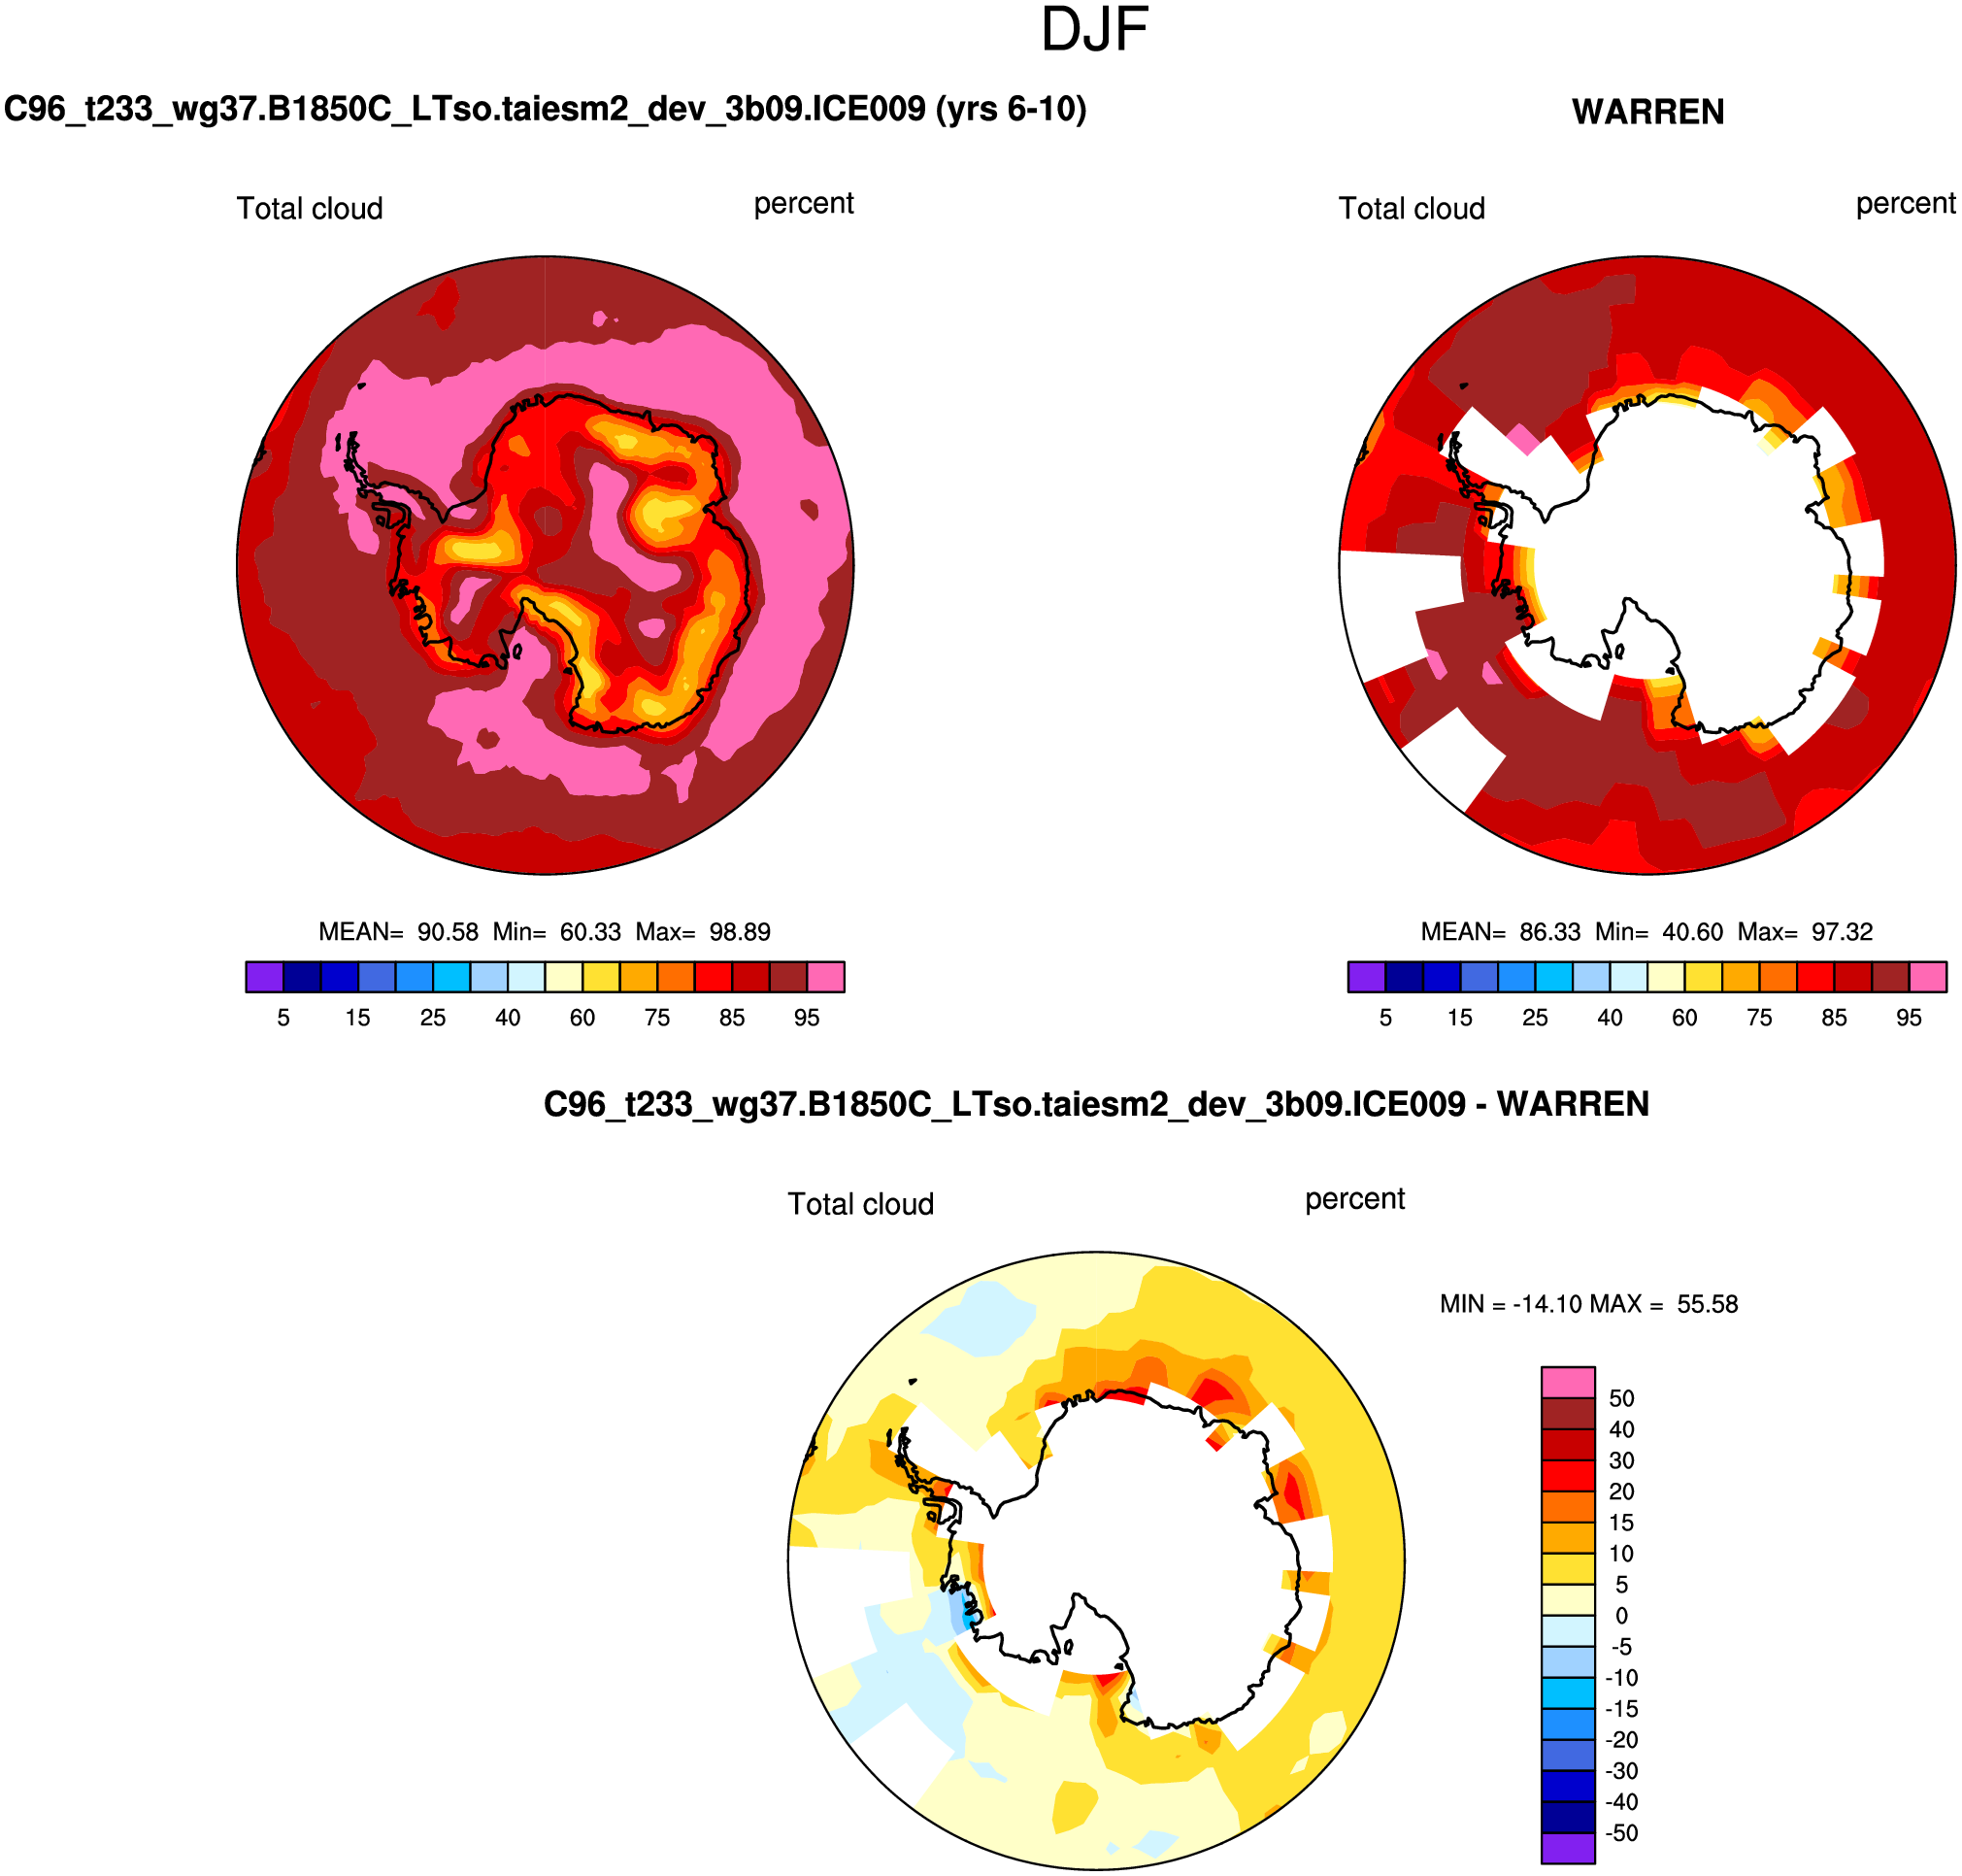 DJF
C96_t233_wg37.B1850C_LTso.taiesm2_dev_3b09.ICE009 (yrs 6-10)
WARREN
Total cloud percent
Total cloud percent
MEAN= 90.58 Min= 60.33 Max= 98.89
MEAN= 86.33 Min= 40.60 Max= 97.32
5 15 25 40 60 75 85 95
5 15 25 40 60 75 85 95
C96_t233_wg37.B1850C_LTso.taiesm2_dev_3b09.ICE009 - WARREN
Total cloud percent
MIN = -14.10 MAX = 55.58
50
40
30
20
15
10
5
0
-5
-10
-15
-20
-30
-40
-50